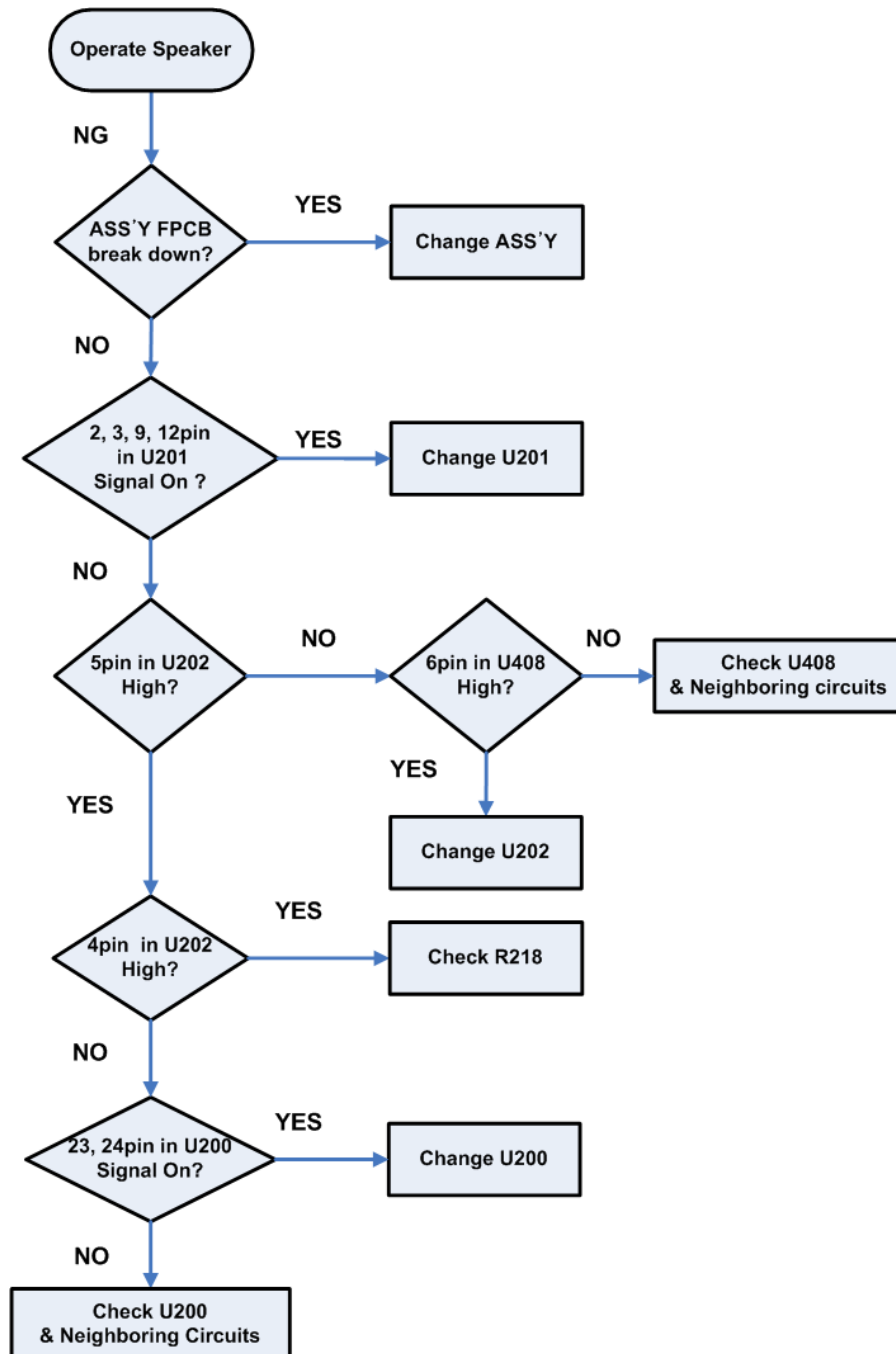 Operate Speaker
NG
ASS'Y FPCB
break down?
YES
Change ASS'Y
NO
2, 3, 9, 12pin
in U201
Signal On ?
YES
Change U201
NO
5pin in U202
High?
NO
6pin in U408
High?
NO
Check U408
& Neighboring circuits
YES
Change U202
YES
4pin in U202
High?
YES
Check R218
NO
23, 24pin in U200
Signal On?
YES
Change U200
NO
Check U200
& Neighboring Circuits